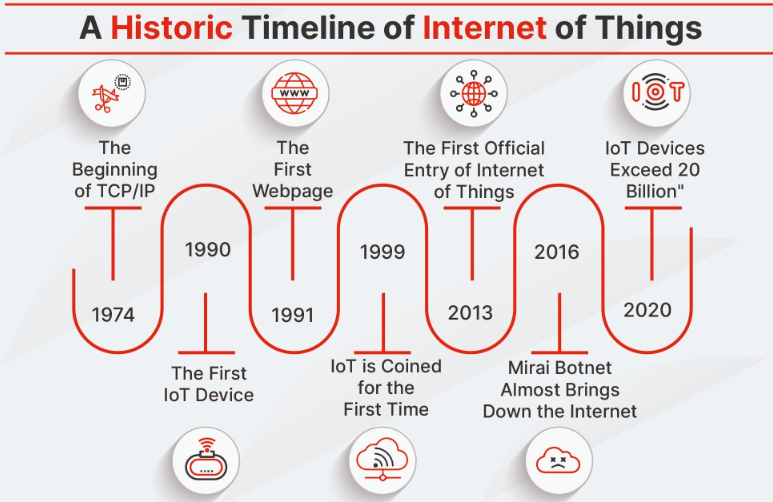 A Historic Timeline of Internet of Things
WWW
IOT
The
Beginning
of TCP/IP
The
First
Webpage
The First Official
Entry of Internet
of Things
IoT Devices
Exceed 20
Billion"
1974
1990
1991
1999
2013
2016
2020
The First
IoT Device
IoT is Coined
for the
First Time
Mirai Botnet
Almost Brings
Down the Internet